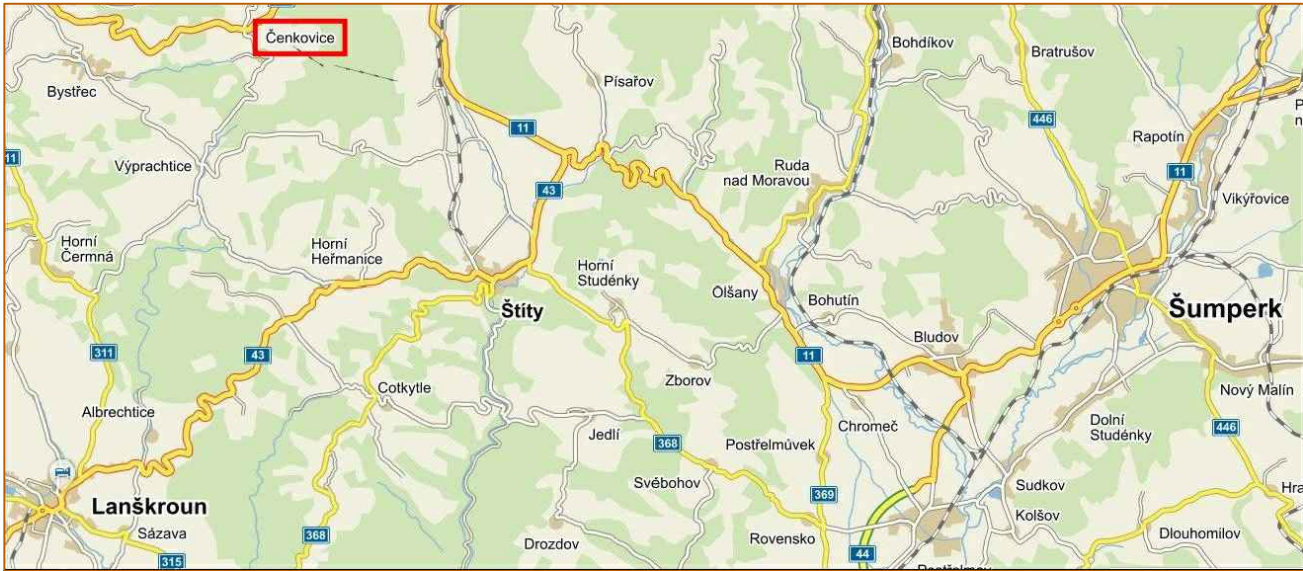 Čenkovice
Bystřec
Písařov
Bohdíkov
Bratrušov
446
11
Rapotín
11
Výprachtice
43
Ruda
nad Moravou
11
Vikýřovice
Horní
Čermná
Horní
Heřmanice
Horní
Studénky
Olšany
Bohutín
Štíty
Šumperk
Bludov
311
43
11
Zborov
Cotkytle
Nový Malín
Albrechtice
Chromeč
Dolní
Studénky
446
Jedlí
368
Postřelmůvek
Svébohov
369
Sudkov
Lanškroun
Kolšov
Sázava
368
Drozdov
Rovensko
Dlouhomilov
44
315